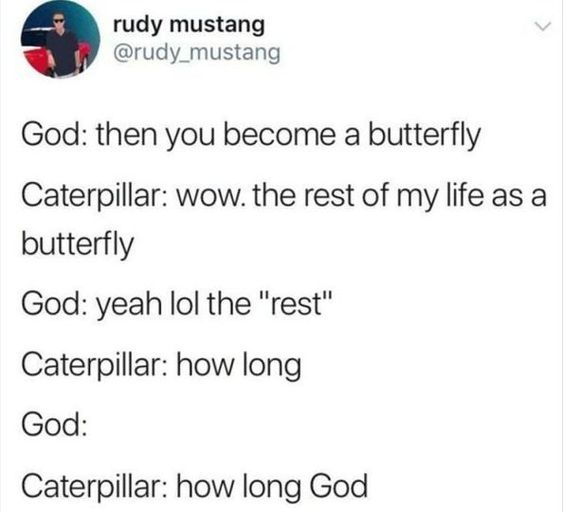 rudy mustang
@rudy_mustang
God: then you become a butterfly
Caterpillar: wow. the rest of my life as a
butterfly
God: yeah lol the "rest"
Caterpillar: how long
God:
Caterpillar: how long God